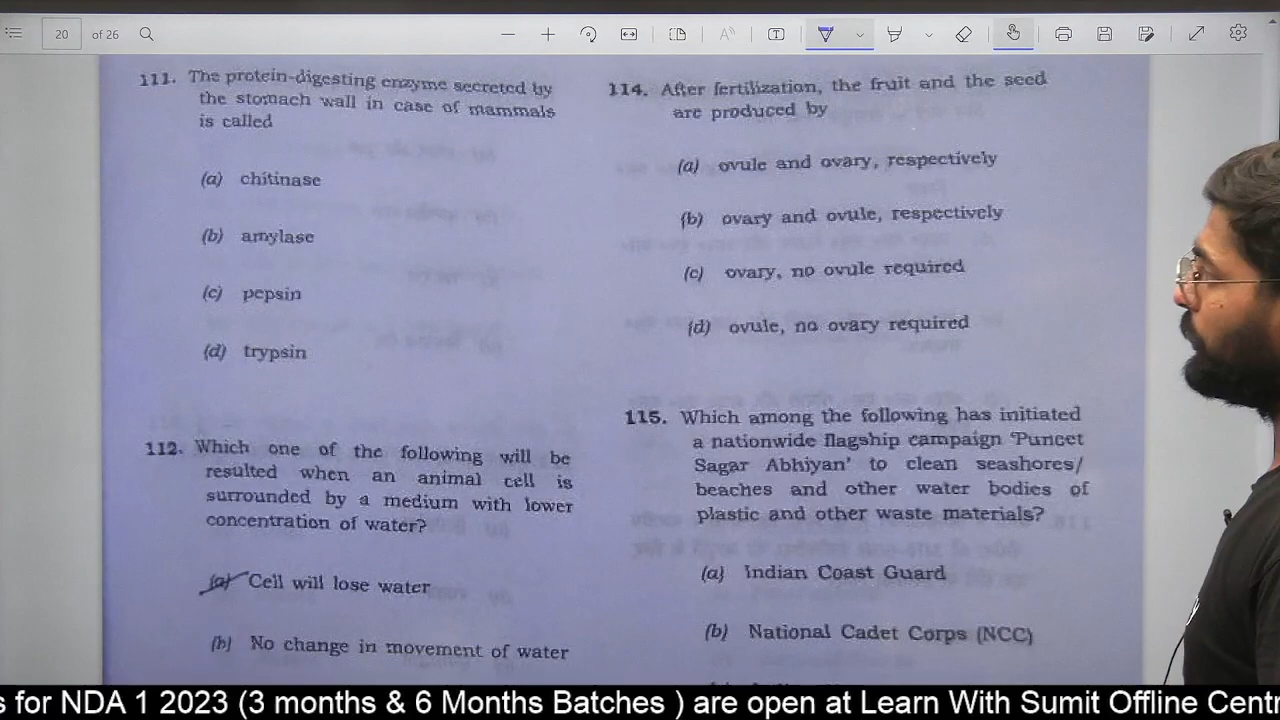 20 of 26
111. The protein-digesting enzyme secreted by
the stomach wall in case of mammals
is called
(a) chitinase
(b) amylase
(c) pepsin
(d) trypsin
112. Which one of the following will be
resulted when an animal cell is
surrounded by a medium with lower
concentration of water?
(a) Cell will lose water
(b) No change in movement of water
114. After fertilization, the fruit and the seed
are produced by
(a) ovule and ovary, respectively
(b) ovary and ovule, respectively
(c) ovary, no ovule required
(d) ovule, no ovary required
115. Which among the following has initiated
a nationwide flagship campaign 'Puneet
Sagar Abhiyan' to clean seashores/
beaches and other water bodies of
plastic and other waste materials?
(a) Indian Coast Guard
(b) National Cadet Corps (NCC)
s for NDA 1 2023 (3 months & 6 Months Batches ) are open at Learn With Sumit Offline Centr